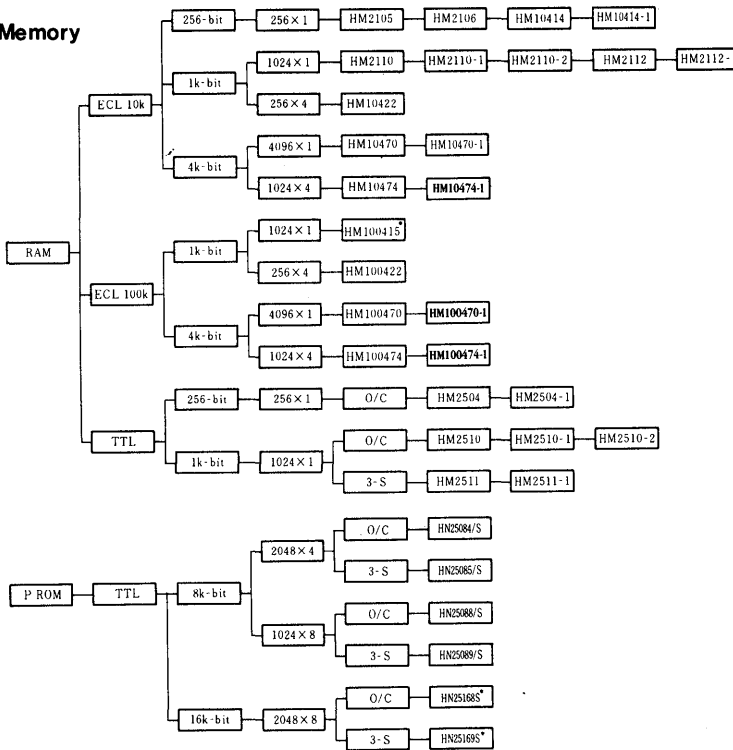 Memory
256-bit 256×1 HM2105 HM2106 HM10414 HM10414-1
1k-bit 1024×1 HM2110 HM2110-1 HM2110-2 HM2112 HM2112-
ECL 10k
256×4 HM10422
4k-bit 4096×1 HM10470 HM10470-1
1024×4 HM10474 HM10474-1
RAM
1k-bit 1024×1 HM100415*
256×4 HM100422
ECL 100k
4k-bit 4096×1 HM100470 HM100470-1
1024×4 HM100474 HM100474-1
256-bit 256×1 O/C HM2504 HM2504-1
TTL
1k-bit 1024×1 O/C HM2510 HM2510-1 HM2510-2
3-S HM2511 HM2511-1
2048×4 O/C HN25084/S
3-S HN25085/S
P ROM TTL 8k-bit
1024×8 O/C HN25088/S
3-S HN25089/S
16k-bit 2048×8 O/C HN25168S*
3-S HN25169S*